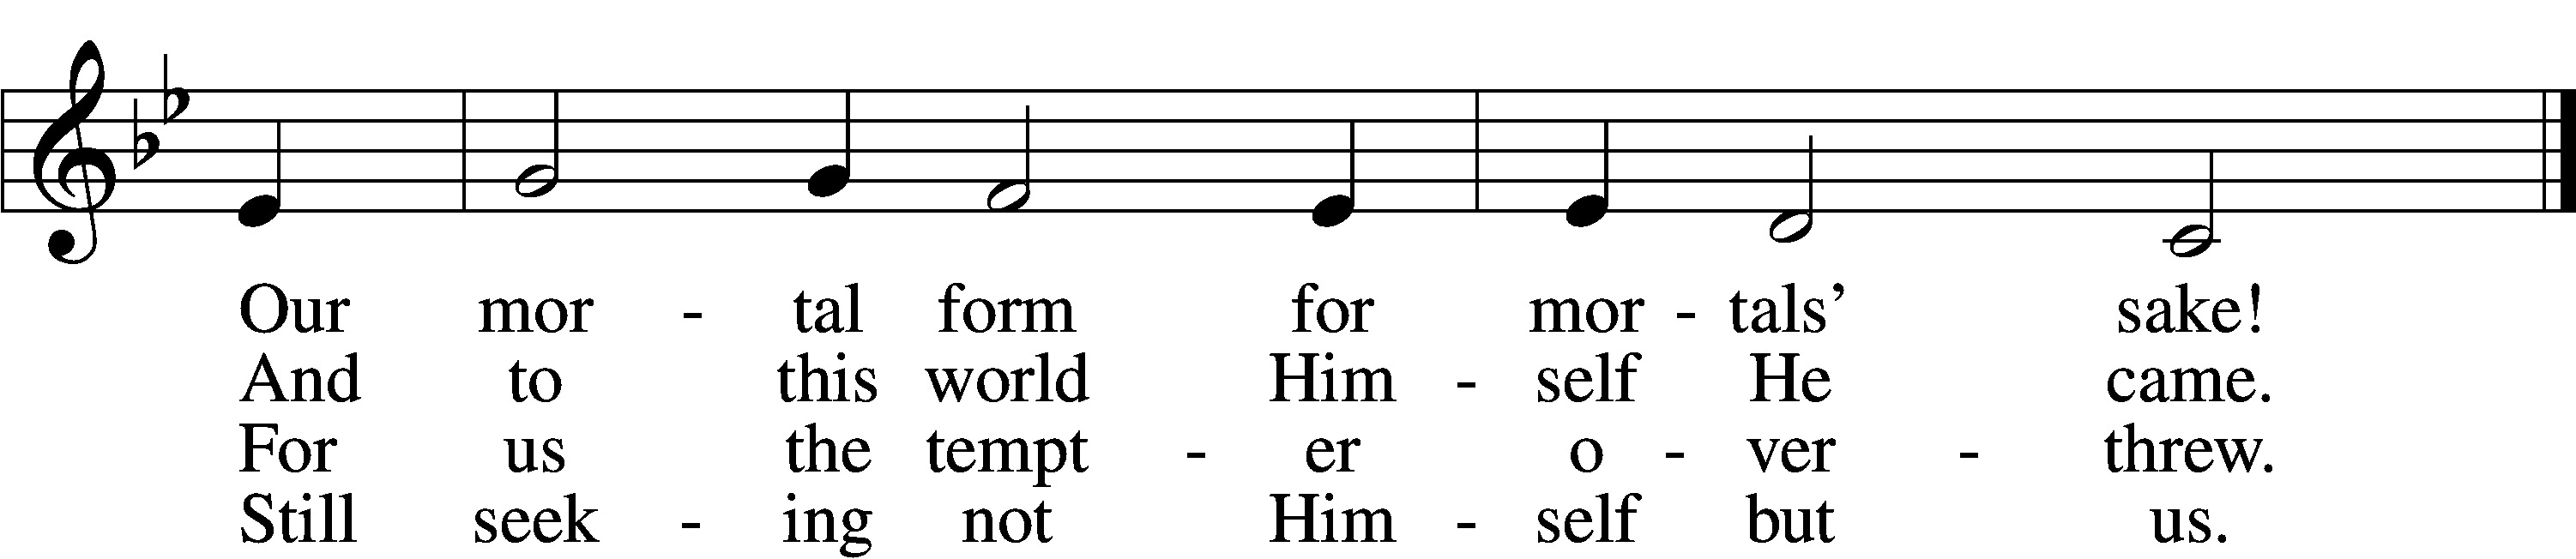 Our mor - tal form for mor - tals’ sake!
And to this world Him - self He came.
For us the tempt - er o - ver - threw.
Still seek - ing not Him - self but us.